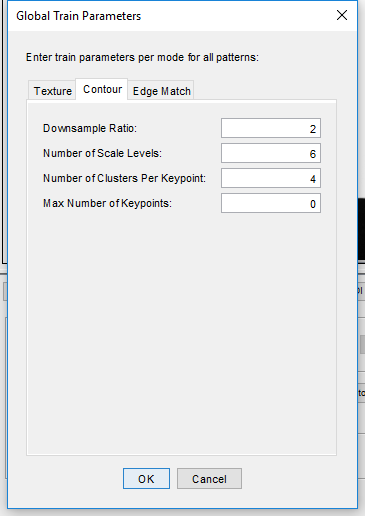 Global Train Parameters
Enter train parameters per mode for all patterns:
Texture Contour Edge Match
Downsample Ratio: 2
Number of Scale Levels: 6
Number of Clusters Per Keypoint: 4
Max Number of Keypoints: 0
OK Cancel